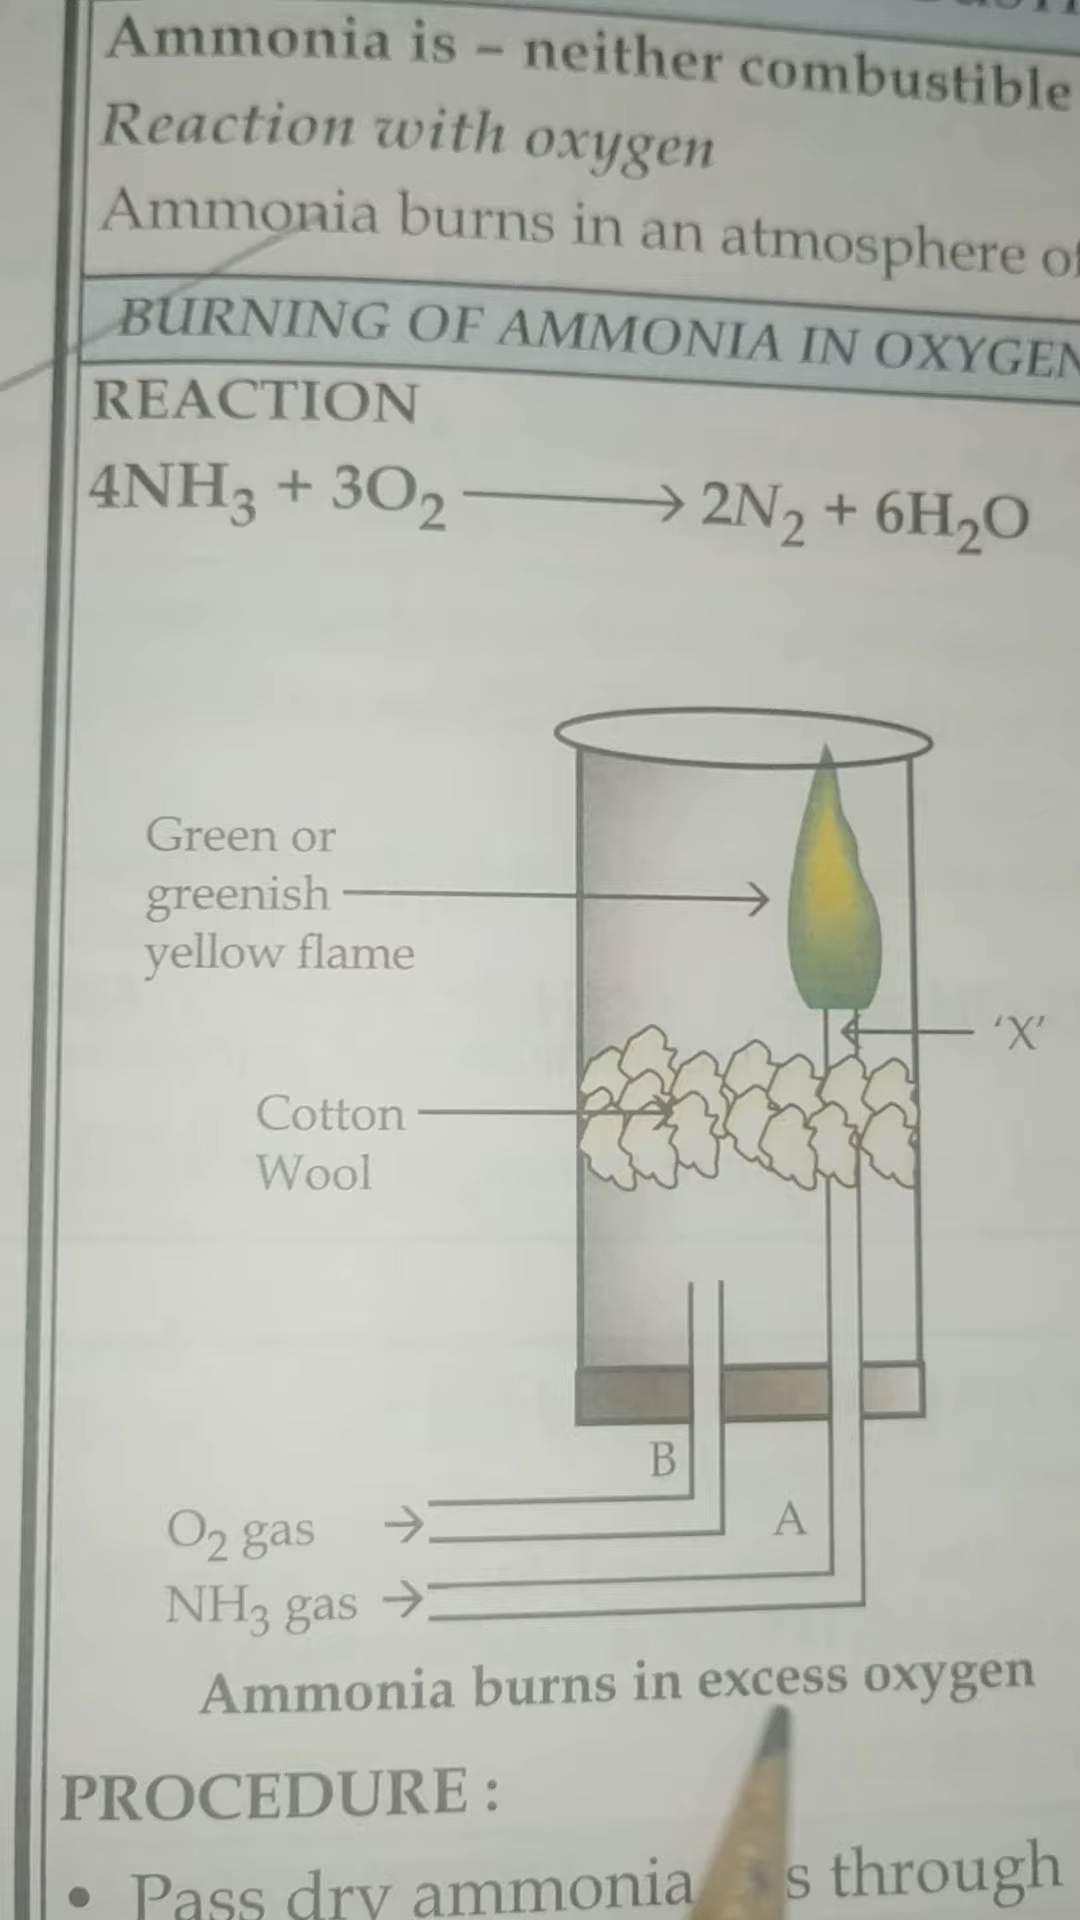 Ammonia is – neither combustible
Reaction with oxygen
Ammonia burns in an atmosphere of
BURNING OF AMMONIA IN OXYGEN
REACTION
4NH₃ + 3O₂ ⟶ 2N₂ + 6H₂O
Green or
greenish
yellow flame
'X'
Cotton
Wool
B
A
O₂ gas →
NH₃ gas →
Ammonia burns in excess oxygen
PROCEDURE :
• Pass dry ammonia through